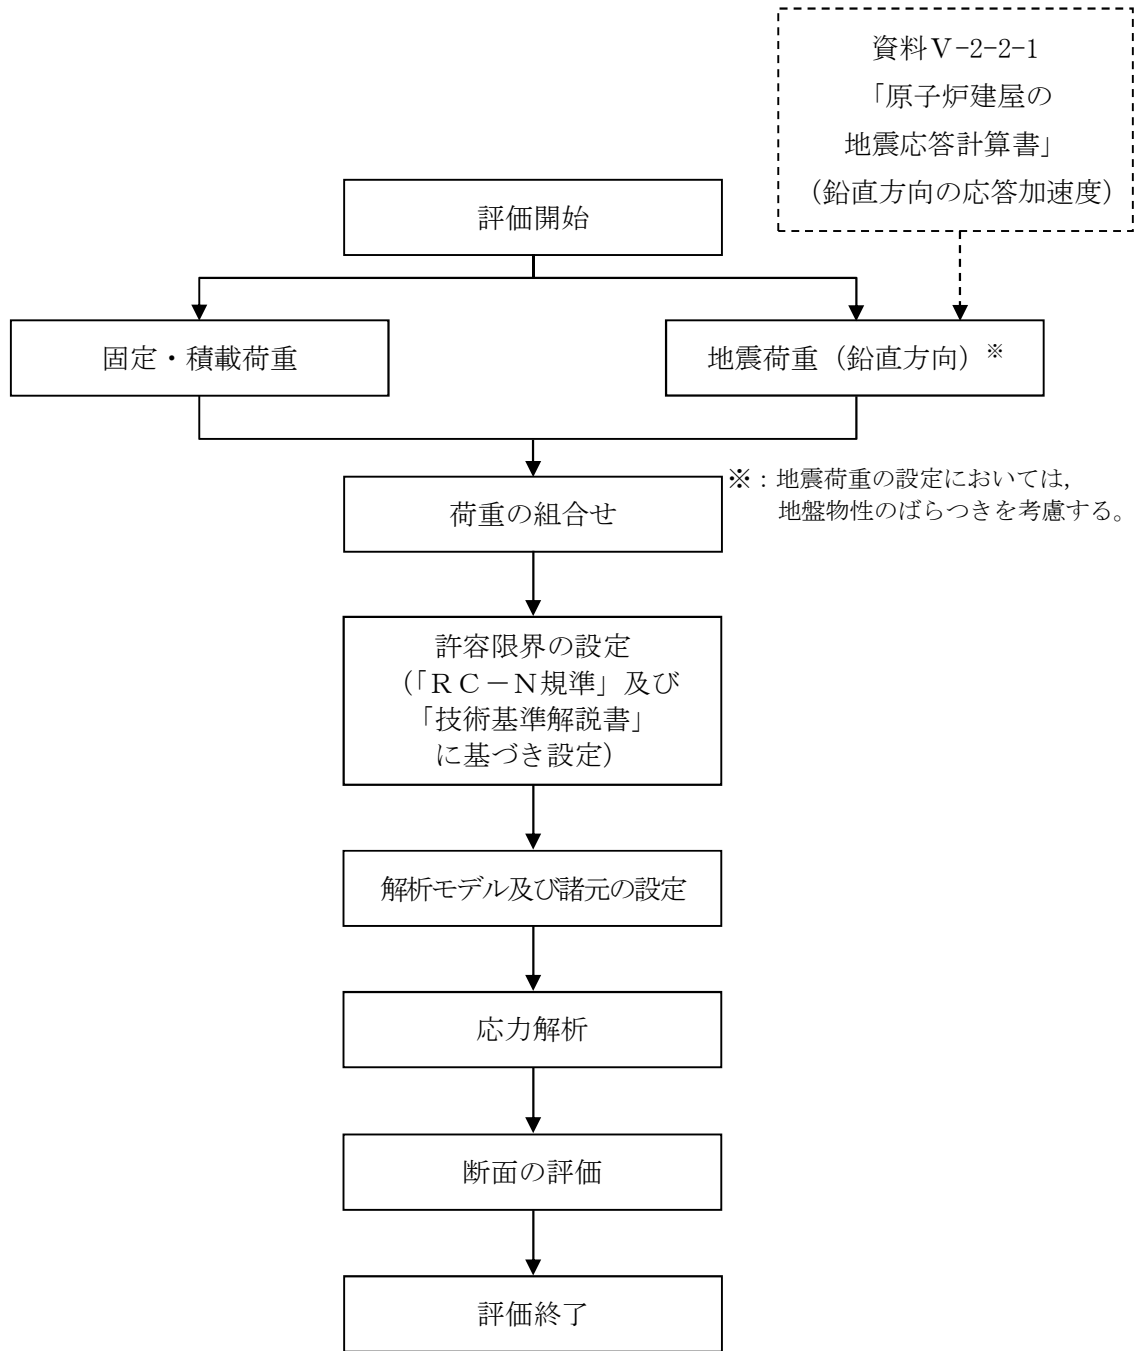 資料Ⅴ-2-2-1
「原子炉建屋の
地震応答計算書」
（鉛直方向の応答加速度）
評価開始
固定・積載荷重
地震荷重（鉛直方向）※
※：地震荷重の設定においては，
地盤物性のばらつきを考慮する。
荷重の組合せ
許容限界の設定
（「ＲＣ－Ｎ規準」及び
「技術基準解説書」
に基づき設定）
解析モデル及び諸元の設定
応力解析
断面の評価
評価終了